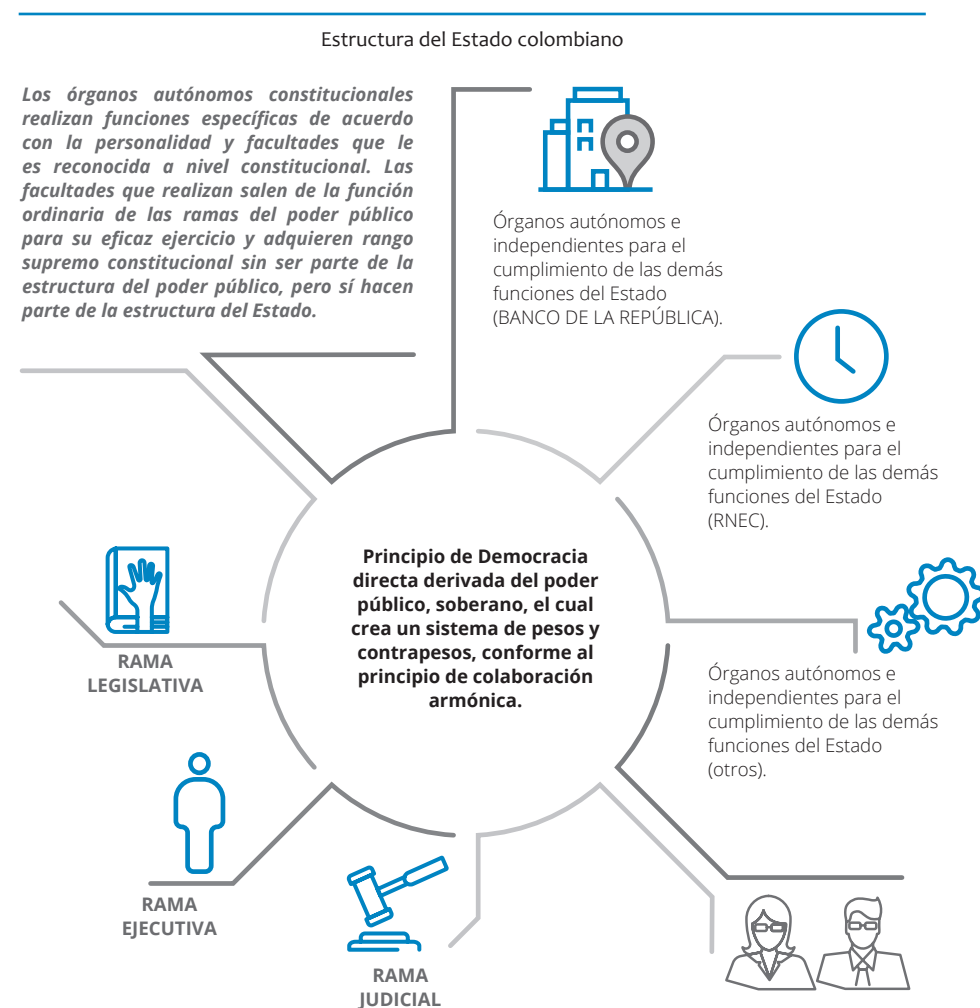 Estructura del Estado colombiano
Los órganos autónomos constitucionales
realizan funciones específicas de acuerdo
con la personalidad y facultades que le
es reconocida a nivel constitucional. Las
facultades que realizan salen de la función
ordinaria de las ramas del poder público
para su eficaz ejercicio y adquieren rango
supremo constitucional sin ser parte de la
estructura del poder público, pero sí hacen
parte de la estructura del Estado.
Órganos autónomos e
independientes para el
cumplimiento de las demás
funciones del Estado
(BANCO DE LA REPÚBLICA).
Órganos autónomos e
independientes para el
cumplimiento de las demás
funciones del Estado
(RNEC).
Principio de Democracia
directa derivada del poder
público, soberano, el cual
crea un sistema de pesos y
contrapesos, conforme al
principio de colaboración
armónica.
RAMA
LEGISLATIVA
Órganos autónomos e
independientes para el
cumplimiento de las demás
funciones del Estado
(otros).
RAMA
EJECUTIVA
RAMA
JUDICIAL